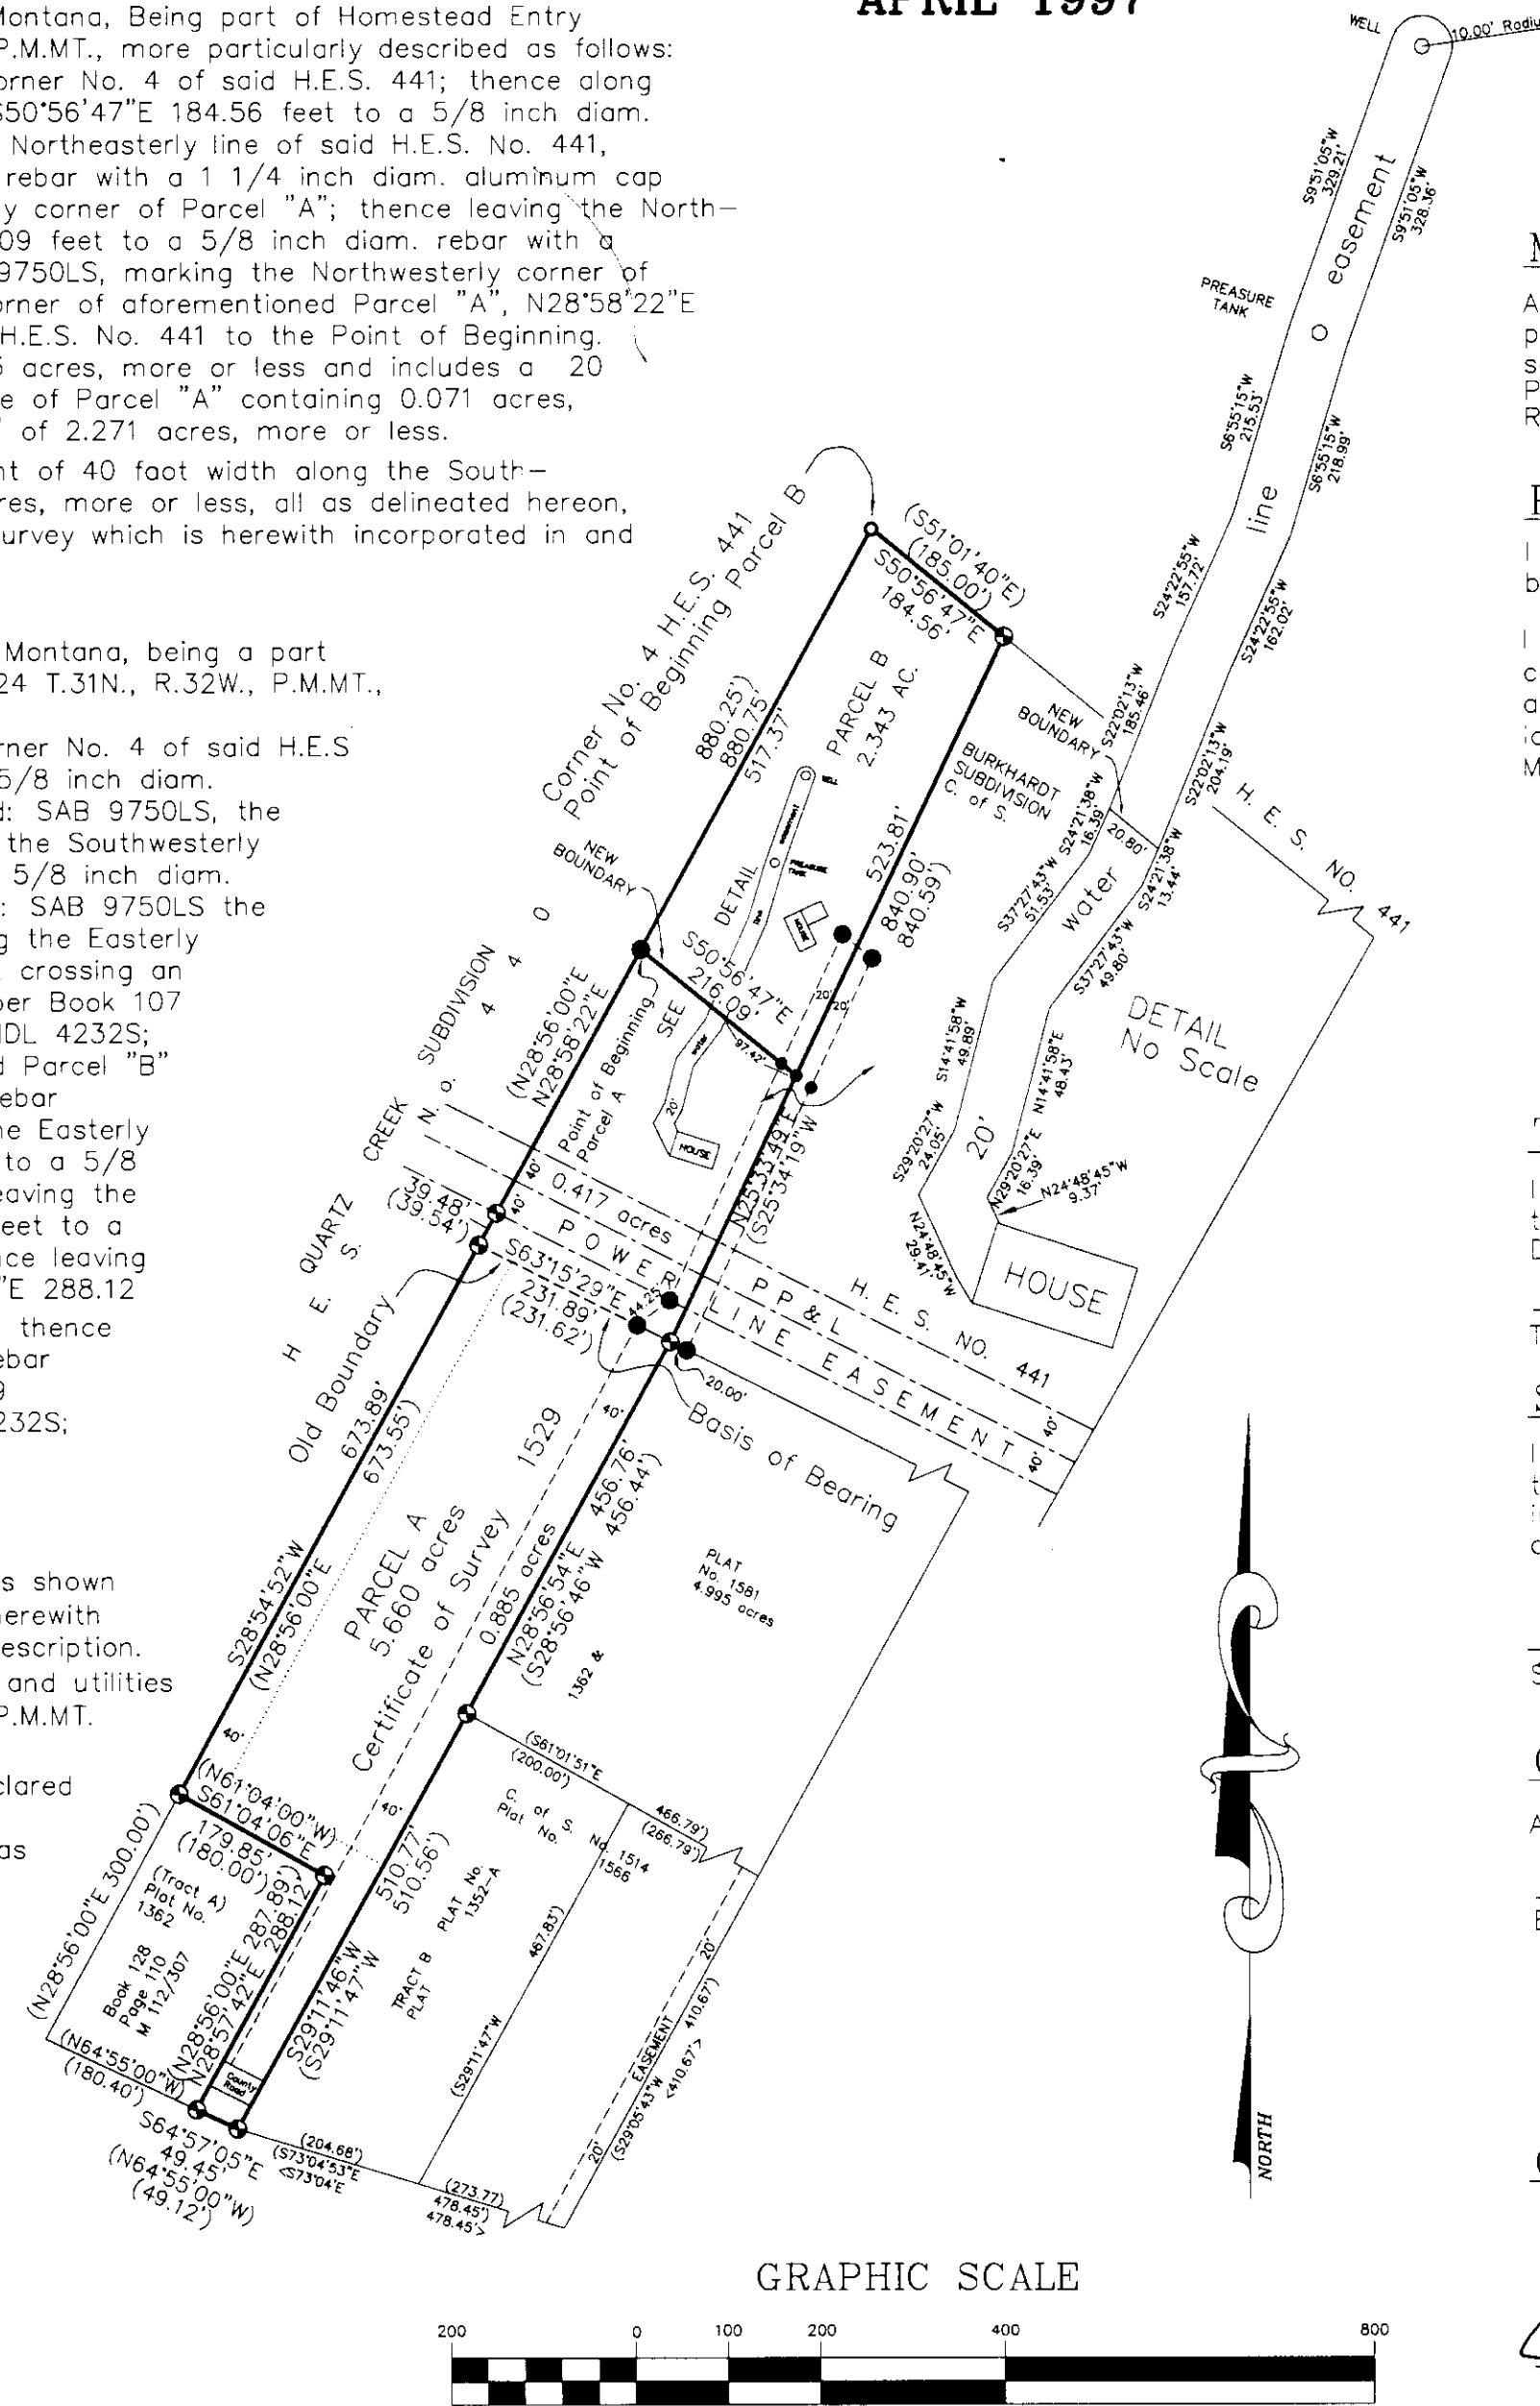 APRIL 1997
Montana, Being part of Homestead Entry
P.M.MT., more particularly described as follows:
orner No. 4 of said H.E.S. 441; thence along
S50°56'47"E 184.56 feet to a 5/8 inch diam.
Northeasterly line of said H.E.S. No. 441,
rebar with a 1 1/4 inch diam. aluminum cap
y corner of Parcel "A"; thence leaving the North-
09 feet to a 5/8 inch diam. rebar with a
9750LS, marking the Northwesterly corner of
orner of aforementioned Parcel "A", N28°58'22"E
H.E.S. No. 441 to the Point of Beginning.
acres, more or less and includes a 20
e of Parcel "A" containing 0.071 acres,
of 2.271 acres, more or less.
nt of 40 foot width along the South-
res, more or less, all as delineated hereon,
urvey which is herewith incorporated in and
Montana, being a part
24 T.31N., R.32W., P.M.MT.,
rner No. 4 of said H.E.S
5/8 inch diam.
d: SAB 9750LS, the
the Southwesterly
5/8 inch diam.
: SAB 9750LS the
g the Easterly
crossing an
per Book 107
DL 4232S;
d Parcel "B"
ebar
he Easterly
to a 5/8
eaving the
eet to a
nce leaving
"E 288.12
thence
ebar
9
232S;
s shown
herewith
escription.
and utilities
P.M.MT.
clared
as
WELL
10.00' Radiu
S9°51'05"W
329.21'
easement
S9°51'05"W
328.36'
PREASURE
TANK
S6°55'15"W
215.53'
S6°55'15"W
218.99'
line
S24°22'55"W
157.72'
S24°22'55"W
162.02'
S22°02'13"W
185.46'
S22°02'13"W
204.19'
S24°21'38"W
16.39'
20.80'
S24°21'38"W
13.44'
S37°27'43"W
51.53'
water
S37°27'43"W
49.80'
S14°41'58"W
49.89'
N14°41'58"E
48.43'
S29°20'27"W
24.05'
20'
N29°20'27"E
16.39'
N24°48'45"W
9.37'
N24°48'45"W
29.47'
HOUSE
DETAIL
No Scale
H. E. S. NO. 441
Corner No. 4 H.E.S. 441
Point of Beginning Parcel B
(S51°01'40"E)
(185.00')
S50°56'47"E
184.56'
880.25')
880.75'
517.37'
PARCEL B
2.343 AC.
NEW
BOUNDARY
BURKHARDT
SUBDIVISION
C. of S.
WELL
easement
PREASURE
TANK
line
HOUSE
523.81'
840.90'
840.59')
NEW
BOUNDARY
SEE DETAIL
S50°56'47"E
216.09'
20'
20'
97.42'
water
20'
HOUSE
(N28°56'00"E
N28°58'22"E
Point of Beginning
Parcel A
QUARTZ CREEK SUBDIVISION
H. E. S. No. 440
39.48'
(39.54')
40'
40'
0.417 acres
N25°33'49"E
(S25°34'19"W
POWER LINE EASEMENT
PP&L
H. E. S. NO. 441
40'
40'
S63°15'29"E
231.89'
(231.62')
44.25'
20.00'
Basis of Bearing
Old Boundary
673.89'
673.55')
S28°54'52"W
(N28°56'00"E
PARCEL A
5.660 acres
Certificate of Survey 1529
0.885 acres
40'
456.76'
456.44')
N28°56'54"E
(S28°56'46"W
PLAT
No. 1581
4.995 acres
1362 &
40'
(N61°04'00"W)
S61°04'06"E
179.85'
(180.00')
40'
(S61°01'51"E
(200.00')
466.79')
(266.79')
C. of S. No. 1514
Plat No. 1566
510.77'
510.56')
S29°11'46"W
(S29°11'47"W
TRACT B PLAT No.
PLAT 1352-A
467.83')
(S29°11'47"W
(Tract A)
Plat No.
1362
Book 128
Page 110
M 112/307
(N28°56'00"E 300.00')
(N28°56'00"E 287.89')
N28°57'42"E 288.12'
(N64°55'00"W)
(180.40')
County
Road
S64°57'05"E
49.45'
(N64°55'00"W)
(49.12')
(204.68')
(S73°04'53"E
<S73°04'E
(273.77)
478.45')
478.45'>
20'
EASEMENT
20'
(S29°05'43"W 410.67')
<410.67'>
NORTH
GRAPHIC SCALE
200 0 100 200 400 800